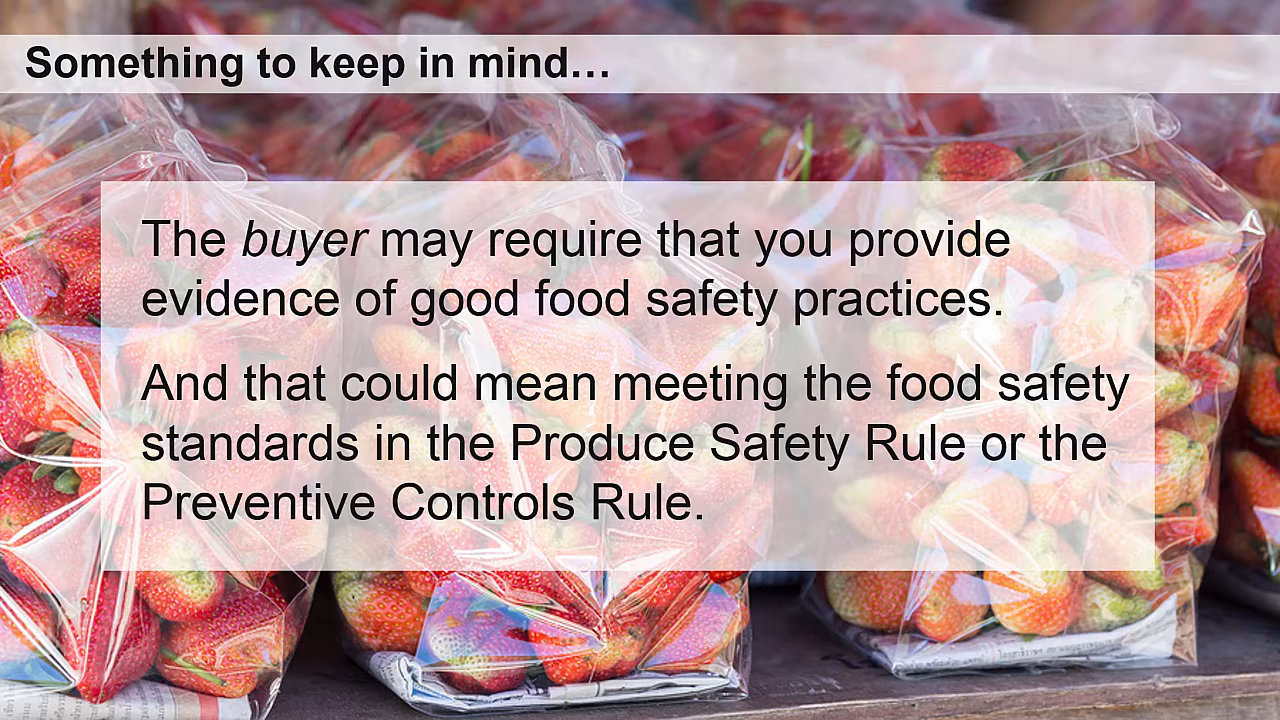 Something to keep in mind…
The buyer may require that you provide
evidence of good food safety practices.
And that could mean meeting the food safety
standards in the Produce Safety Rule or the
Preventive Controls Rule.